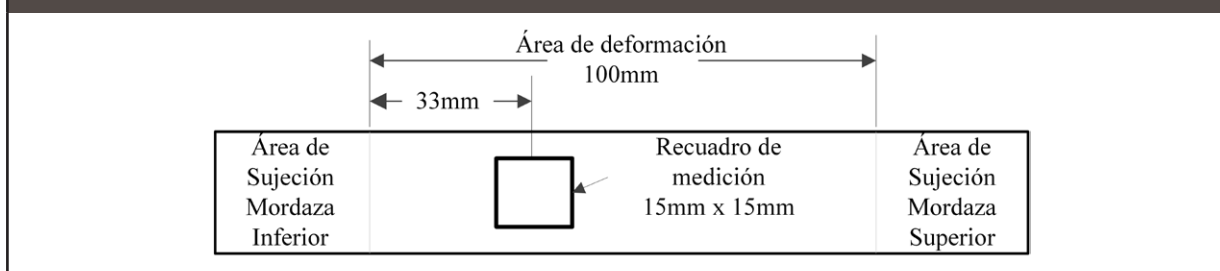 Área de deformación
100mm
33mm
Área de
Sujeción
Mordaza
Inferior
Recuadro de
medición
15mm x 15mm
Área de
Sujeción
Mordaza
Superior